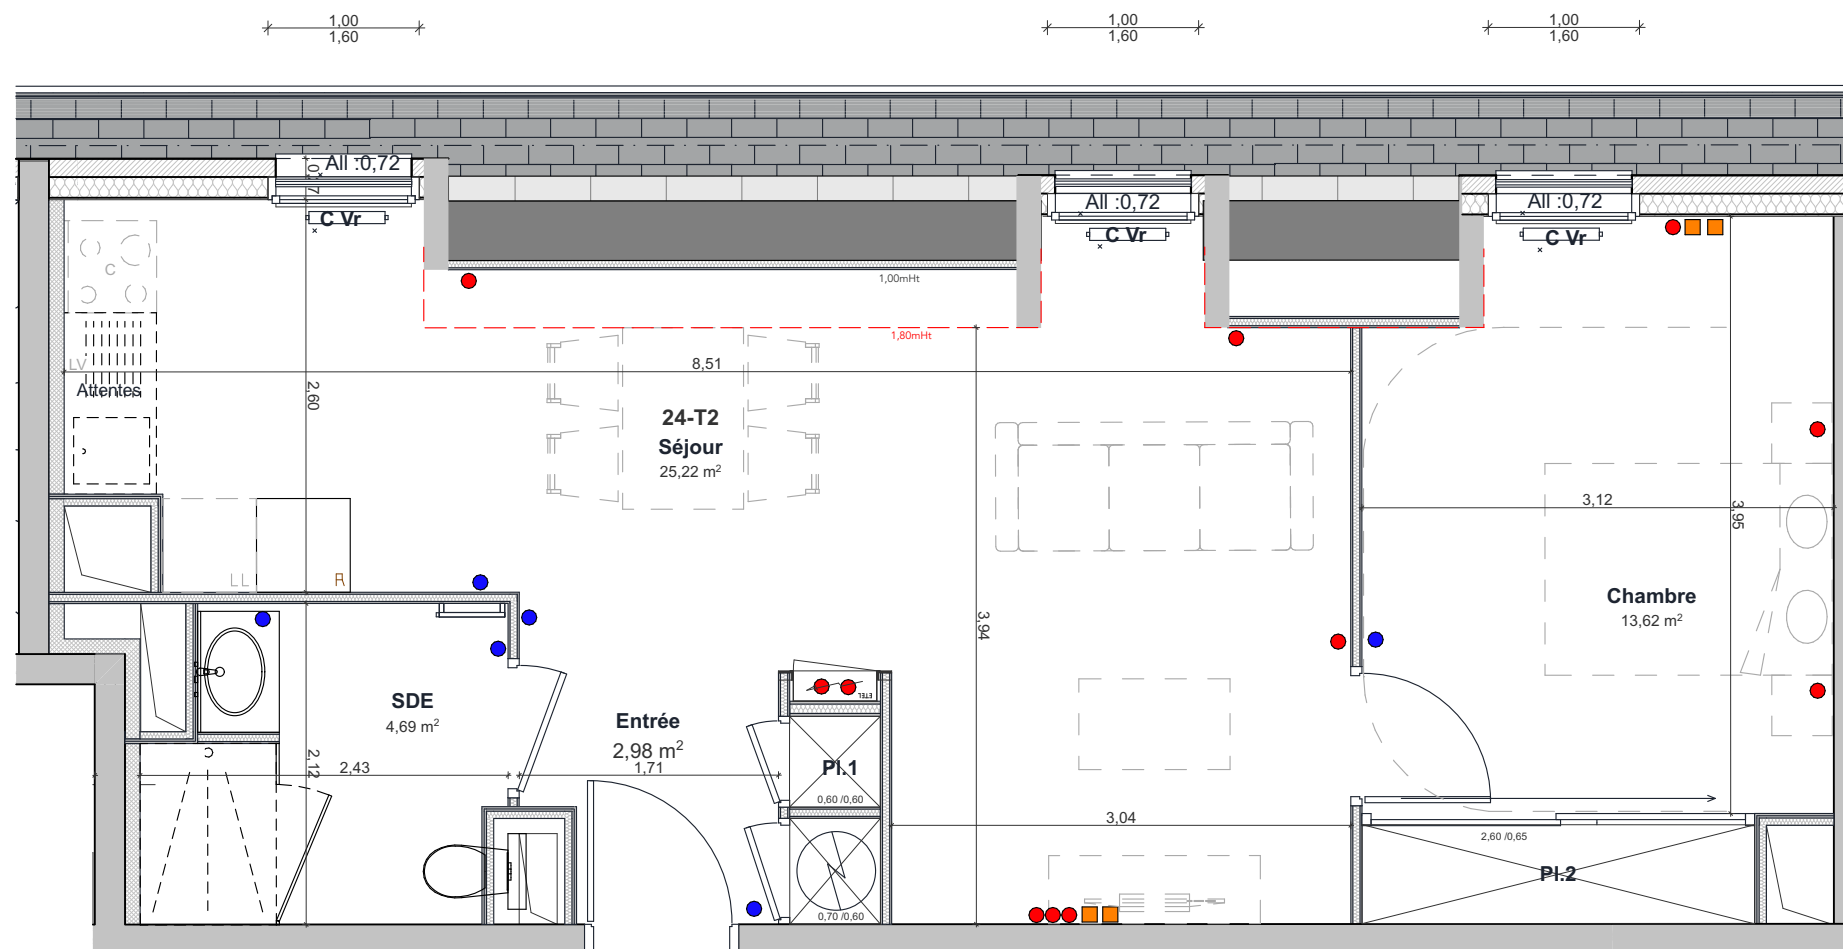 1,00
1,60
1,00
1,60
1,00
1,60
All :0,72
C Vr
All :0,72
C Vr
All :0,72
C Vr
1,00mHt
1,80mHt
C
LV
Attentes
8,51
2,60
24-T2
Séjour
25,22 m²
3,12
3,95
LL
R
Chambre
13,62 m²
3,94
SDE
4,69 m²
Entrée
2,98 m²
ETEL
2,43
2,12
1,71
Pl.1
0,60 /0,60
3,04
2,60 /0,65
Pl.2
0,70 /0,60